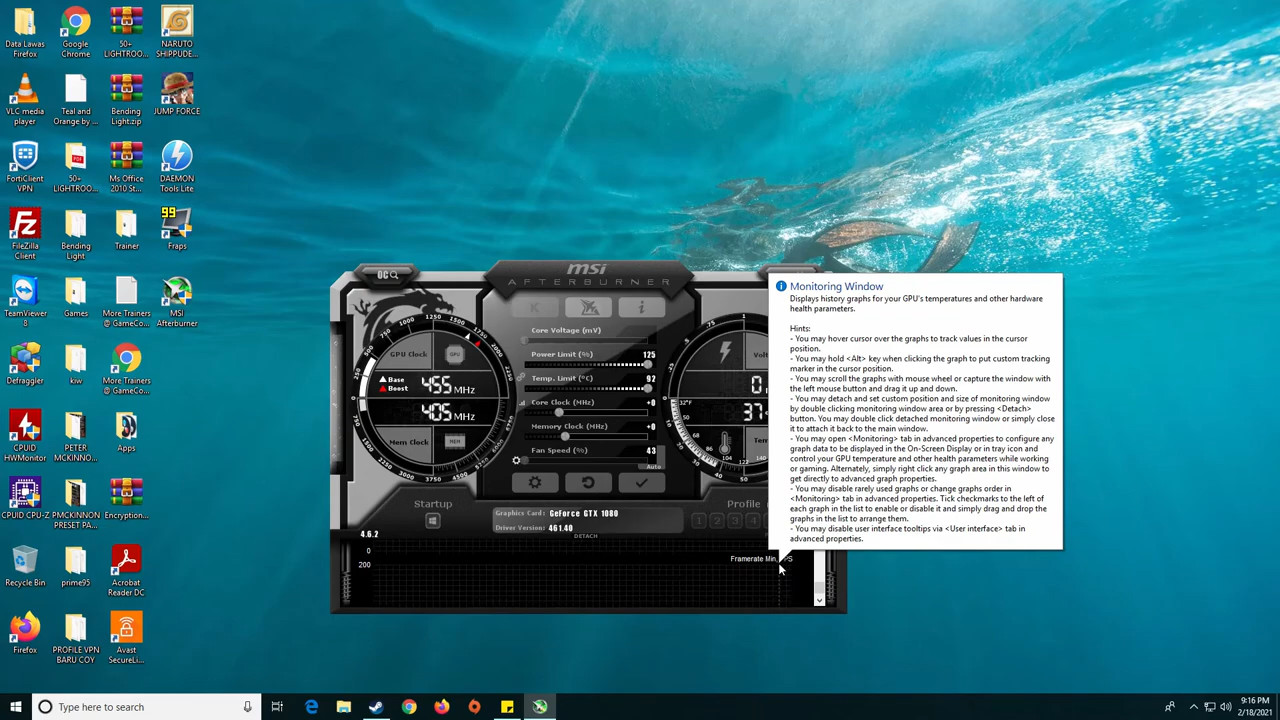 Data Lawas
Firefox
Google
Chrome
50+
LIGHTROO...
NARUTO
SHIPPUDE...
VLC media
player
Teal and
Orange by ...
Bending
Light.zip
JUMP FORCE
FortiClient
VPN
50+
LIGHTROO...
Ms Office
2010 St...
DAEMON
Tools Lite
FileZilla
Client
Bending
Light
Trainer
99
Fraps
TeamViewer
8
Games
More Trainers
@ GameCo...
MSI
Afterburner
Defraggler
kiw
More Trainers
@ GameCo...
CPUID
HWMonitor
PETER
MCKINNO...
Apps
CPUID CPU-Z
PMCKINNON
PRESET PA...
Encryption...
Recycle Bin
prime95
Acrobat
Reader DC
Firefox
PROFILE VPN
BARU COY
Avast
SecureLi...
OC
msi
AFTERBURNER
K
i
GPU Clock
GPU
Base
Boost
455 MHz
405 MHz
Mem Clock
MEM
Core Voltage (mV)
Power Limit (%) 125
Temp. Limit (°C) 92
Core Clock (MHz) +0
Memory Clock (MHz) +0
Fan Speed (%) 43
Auto
Startup
Profile
1 2 3 4
Graphics Card: GeForce GTX 1080
Driver Version: 461.40
DETACH
4.6.2
0
200
Framerate Min, FPS
Monitoring Window
Displays history graphs for your GPU's temperatures and other hardware
health parameters.
Hints:
- You may hover cursor over the graphs to track values in the cursor
position.
- You may hold <Alt> key when clicking the graph to put custom tracking
marker in the cursor position.
- You may scroll the graphs with mouse wheel or capture the window with
the left mouse button and drag it up and down.
- You may detach and set custom position and size of monitoring window
by double clicking monitoring window area or by pressing <Detach>
button. You may double click detached monitoring window or simply close
it to attach it back to the main window.
- You may open <Monitoring> tab in advanced properties to configure any
graph data to be displayed in the On-Screen Display or in tray icon and
control your GPU temperature and other health parameters while working
or gaming. Alternately, simply right click any graph area in this window to
get directly to advanced graph properties.
- You may disable rarely used graphs or change graphs order in
<Monitoring> tab in advanced properties. Tick checkmarks to the left of
each graph in the list to enable or disable it and simply drag and drop the
graphs in the list to arrange them.
- You may disable user interface tooltips via <User interface> tab in
advanced properties.
Type here to search
9:16 PM
2/18/2021